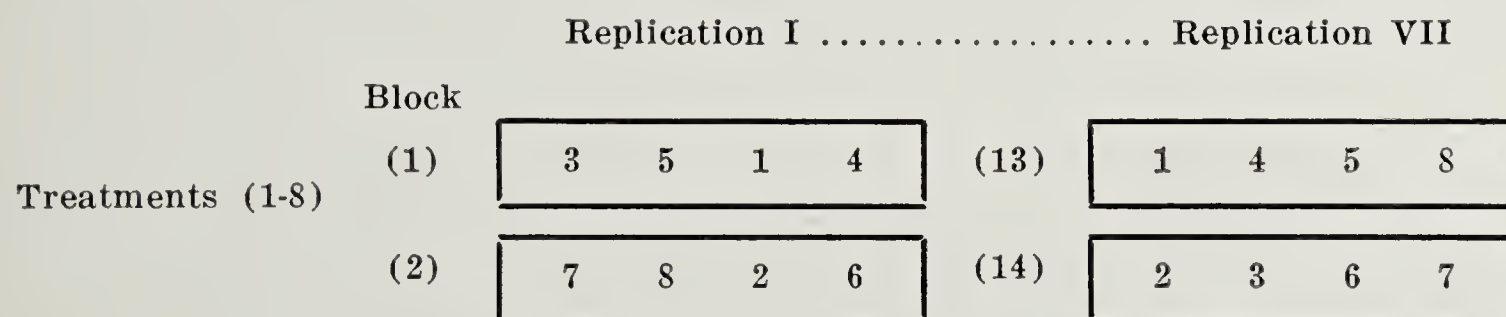 Replication I ................... Replication VII
Block
(1) 3 5 1 4 (13) 1 4 5 8
Treatments (1-8)
(2) 7 8 2 6 (14) 2 3 6 7